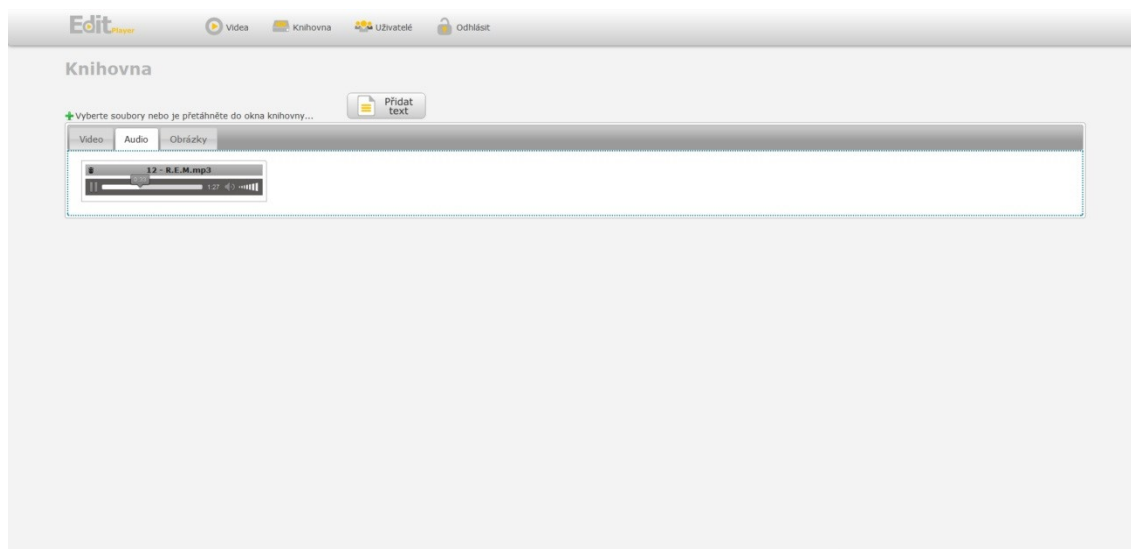 Edit Player
Videa
Knihovna
Uživatelé
Odhlásit
Knihovna
Vyberte soubory nebo je přetáhněte do okna knihovny...
Přidat
text
Video
Audio
Obrázky
12 - R.E.M.mp3
1:27